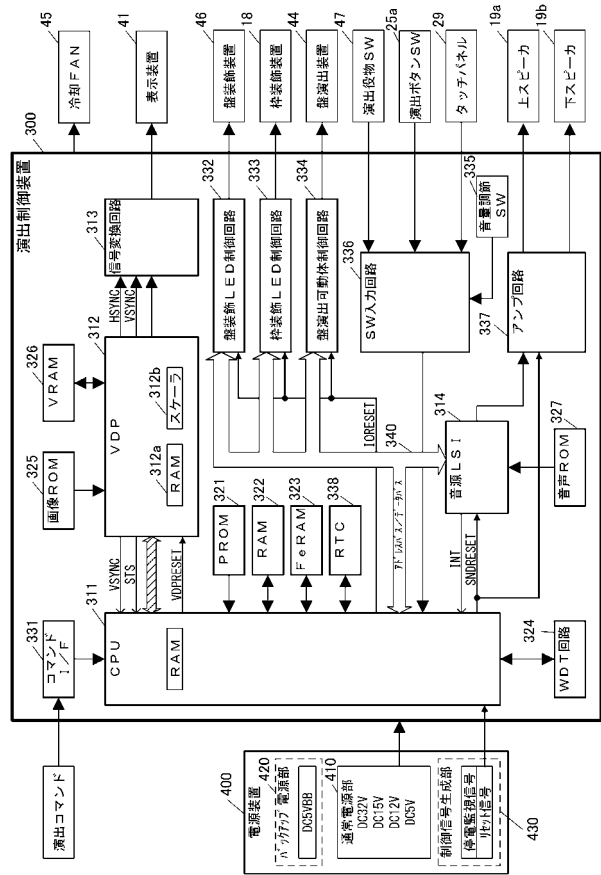 演出制御装置
300
冷却FAN
45
表示装置
41
盤装飾装置
46
枠装飾装置
18
盤演出装置
44
演出役物SW
47
演出ボタンSW
25a
タッチパネル
29
上スピーカ
19a
下スピーカ
19b
信号変換回路
313
HSYNC
VSYNC
盤装飾LED制御回路
332
枠装飾LED制御回路
333
盤演出可動体制御回路
334
SW入力回路
336
音量調節
SW
335
アンプ回路
337
VRAM
326
画像ROM
325
VDP
312
RAM
312a
スケーラ
312b
IORESET
340
アドレスバス/データバス
音源LSI
314
音声ROM
327
VSYNC
STS
VDPRESET
PROM
321
RAM
322
FeRAM
323
RTC
338
INT
SNDRESET
コマンド
I/F
331
CPU
311
RAM
WDT回路
324
演出コマンド
電源装置
400
バックアップ電源部
420
DC5VBB
通常電源部
410
DC32V
DC15V
DC12V
DC5V
制御信号生成部
停電監視信号
リセット信号
430